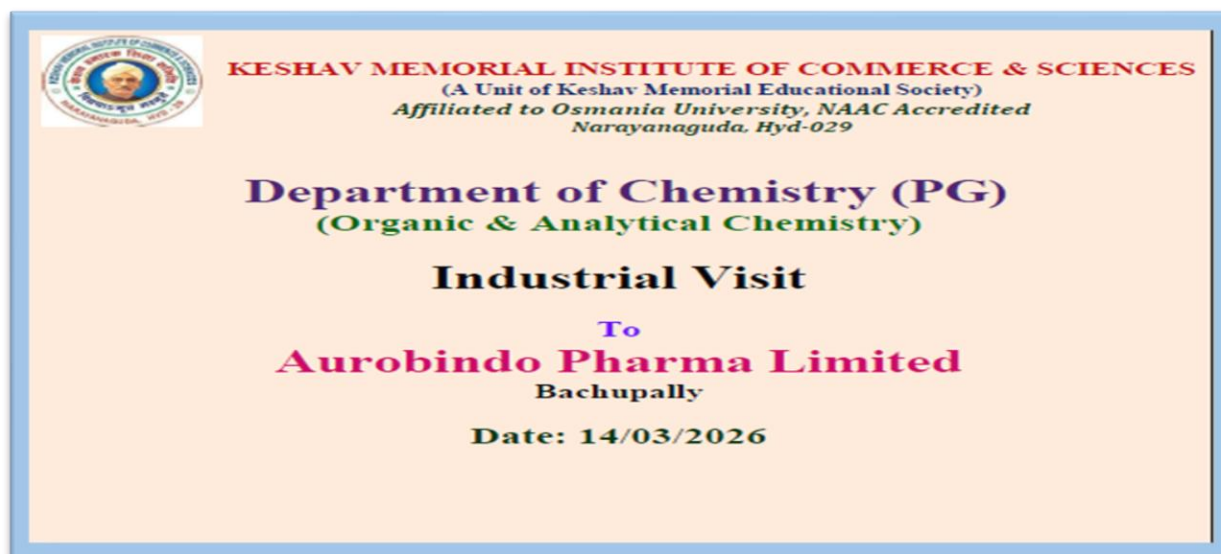 KESHAV MEMORIAL INSTITUTE OF COMMERCE & SCIENCES
(A Unit of Keshav Memorial Educational Society)
Affiliated to Osmania University, NAAC Accredited
Narayanaguda, Hyd-029
Department of Chemistry (PG)
(Organic & Analytical Chemistry)
Industrial Visit
To
Aurobindo Pharma Limited
Bachupally
Date: 14/03/2026